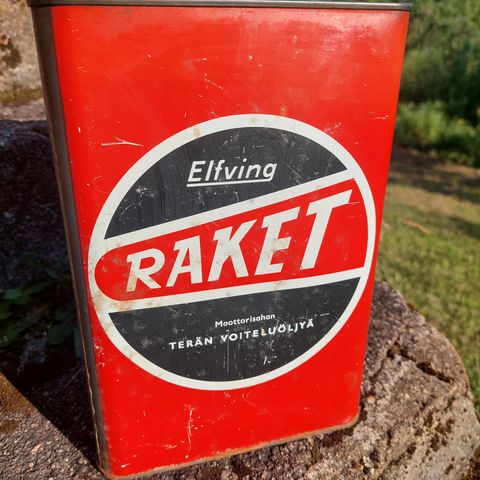 Elfving
RAKET
Moottorisahan
TERÄN VOITELUÖLJYÄ